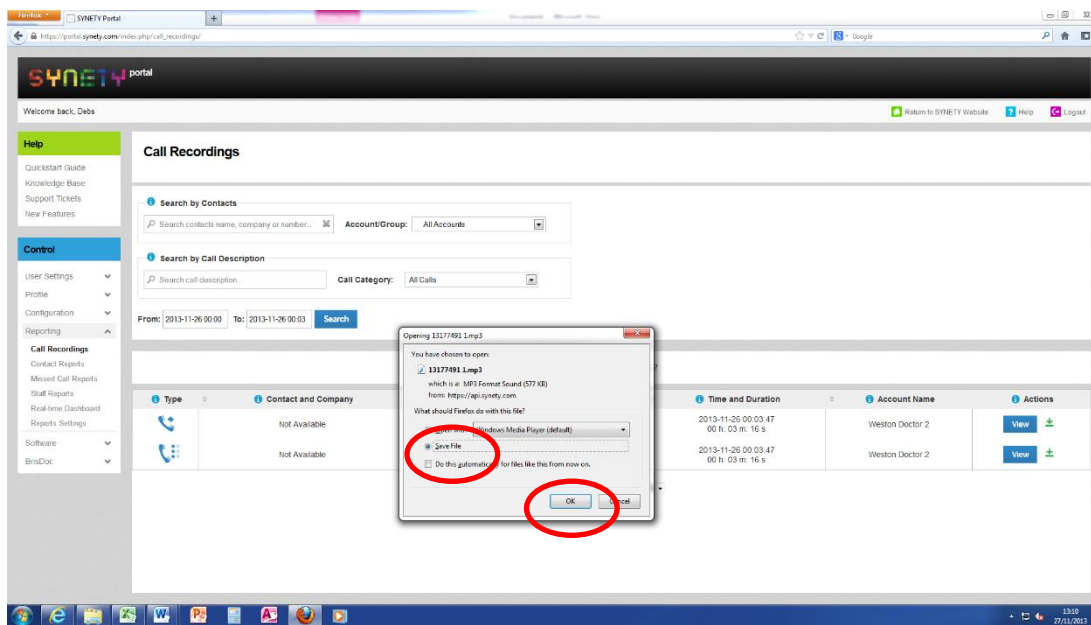 Firefox
SYNETY Portal
https://portal.synety.com/index.php/call_recordings/
Google
SYNETY portal
Welcome back, Debs
Return to SYNETY Website
Help
Logout
Help
Quickstart Guide
Knowledge Base
Support Tickets
New Features
Control
User Settings
Profile
Configuration
Reporting
Call Recordings
Contact Reports
Missed Call Reports
Staff Reports
Real-time Dashboard
Reports Settings
Software
BrisDoc
Call Recordings
Search by Contacts
Search contacts name, company or number...
Account/Group: All Accounts
Search by Call Description
Search call description...
Call Category: All Calls
From: 2013-11-26 00:00 To: 2013-11-26 00:03 Search
Opening 13177491 1.mp3
You have chosen to open:
13177491 1.mp3
which is a: MP3 Format Sound (577 KB)
from: https://api.synety.com
What should Firefox do with this file?
Windows Media Player (default)
Save File
Do this automatically for files like this from now on.
OK Cancel
Type Contact and Company Time and Duration Account Name Actions
Not Available 2013-11-26 00:03:47 Weston Doctor 2 View
00 h: 03 m: 16 s
Not Available 2013-11-26 00:03:47 Weston Doctor 2 View
00 h: 03 m: 16 s
13:10
27/11/2013